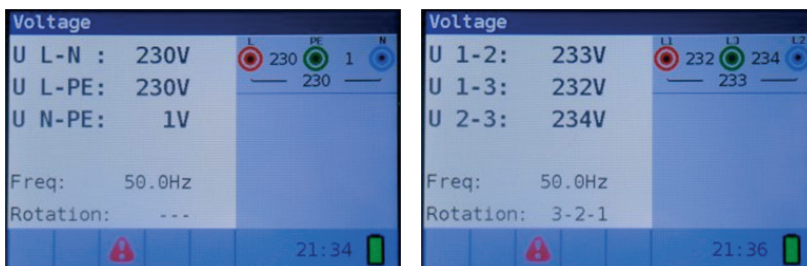 Voltage
L PE N
U L-N : 230V
230 1
U L-PE: 230V
230
U N-PE: 1V
Freq: 50.0Hz
Rotation: ---
21:34
Voltage
L1 L3 L2
U 1-2: 233V
232 234
U 1-3: 232V
233
U 2-3: 234V
Freq: 50.0Hz
Rotation: 3-2-1
21:36